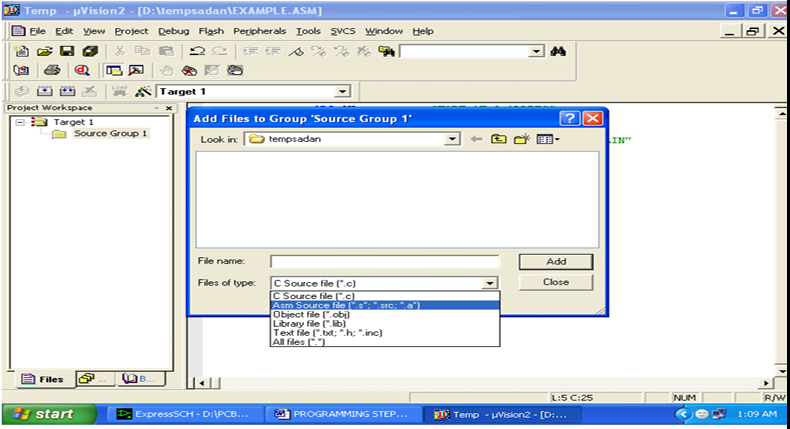 Temp - µVision2 - [D:\tempsadan\EXAMPLE.ASM]
File Edit View Project Debug Flash Peripherals Tools SVCS Window Help
Target 1
Project Workspace
Target 1
Source Group 1
Add Files to Group 'Source Group 1'
Look in: tempsadan
IN"
File name:
Add
Files of type: C Source file (*.c)
Close
C Source file (*.c)
Asm Source file (*.s*; *.src; *.a*)
Object file (*.obj)
Library file (*.lib)
Text file (*.txt; *.h; *.inc)
All files (*.*)
Files ... B...
L:5 C:25 NUM R/W
start ExpressSCH - D:\PCB... PROGRAMMING STEP... Temp - µVision2 - [D:... 1:09 AM